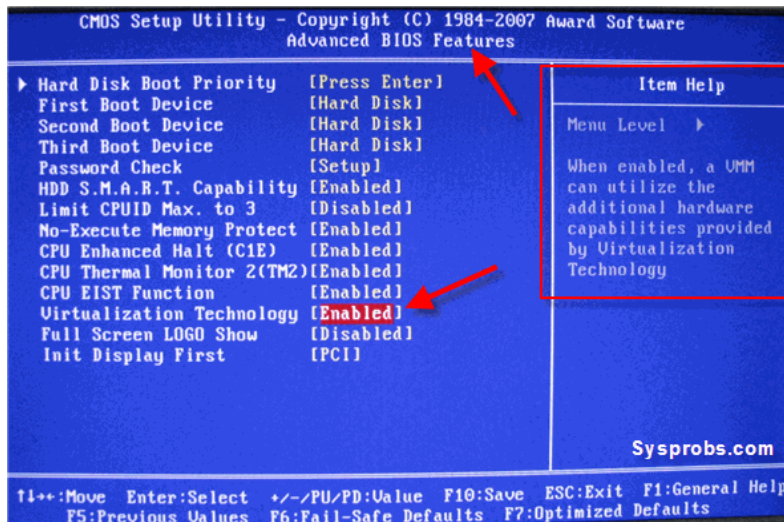 CMOS Setup Utility - Copyright (C) 1984-2007 Award Software
Advanced BIOS Features
Hard Disk Boot Priority [Press Enter]
First Boot Device [Hard Disk]
Second Boot Device [Hard Disk]
Third Boot Device [Hard Disk]
Password Check [Setup]
HDD S.M.A.R.T. Capability [Enabled]
Limit CPUID Max. to 3 [Disabled]
No-Execute Memory Protect [Enabled]
CPU Enhanced Halt (C1E) [Enabled]
CPU Thermal Monitor 2(TM2)[Enabled]
CPU EIST Function [Enabled]
Virtualization Technology [Enabled]
Full Screen LOGO Show [Disabled]
Init Display First [PCI]
Item Help
Menu Level
When enabled, a VMM
can utilize the
additional hardware
capabilities provided
by Virtualization
Technology
Sysprobs.com
↑↓→←:Move Enter:Select +/-/PU/PD:Value F10:Save ESC:Exit F1:General Help
F5:Previous Values F6:Fail-Safe Defaults F7:Optimized Defaults